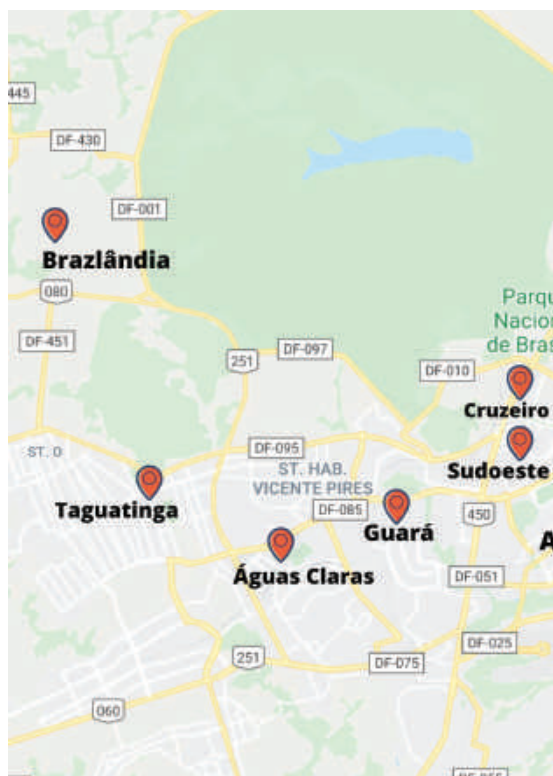 445
DF-430
DF-001
Brazlândia
080
Parqu
Nacion
de Bras
DF-451
251
DF-097
DF-010
Cruzeiro
ST. O
DF-095
ST. HAB.
VICENTE PIRES
Sudoeste
Taguatinga
DF-085
Guará
450
A
Águas Claras
DF-051
DF-025
251
DF-075
060